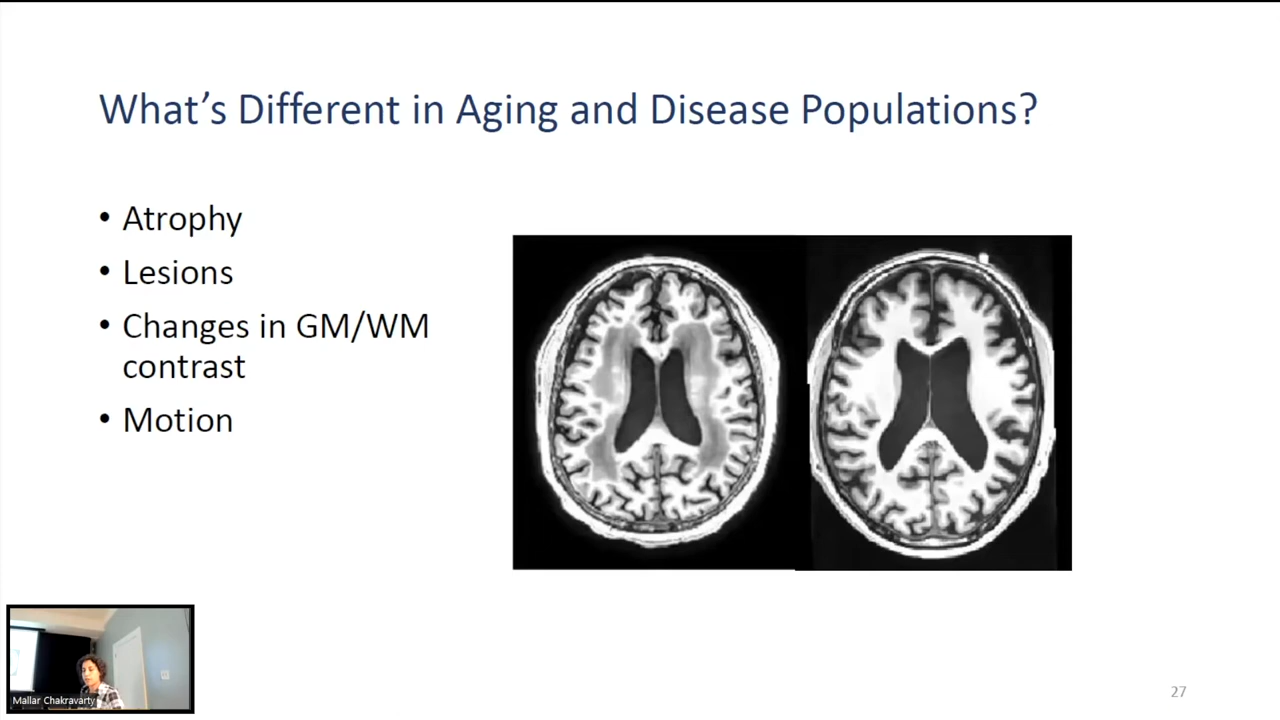 What's Different in Aging and Disease Populations?
• Atrophy
• Lesions
• Changes in GM/WM
contrast
• Motion
Mallar Chakravarty
27